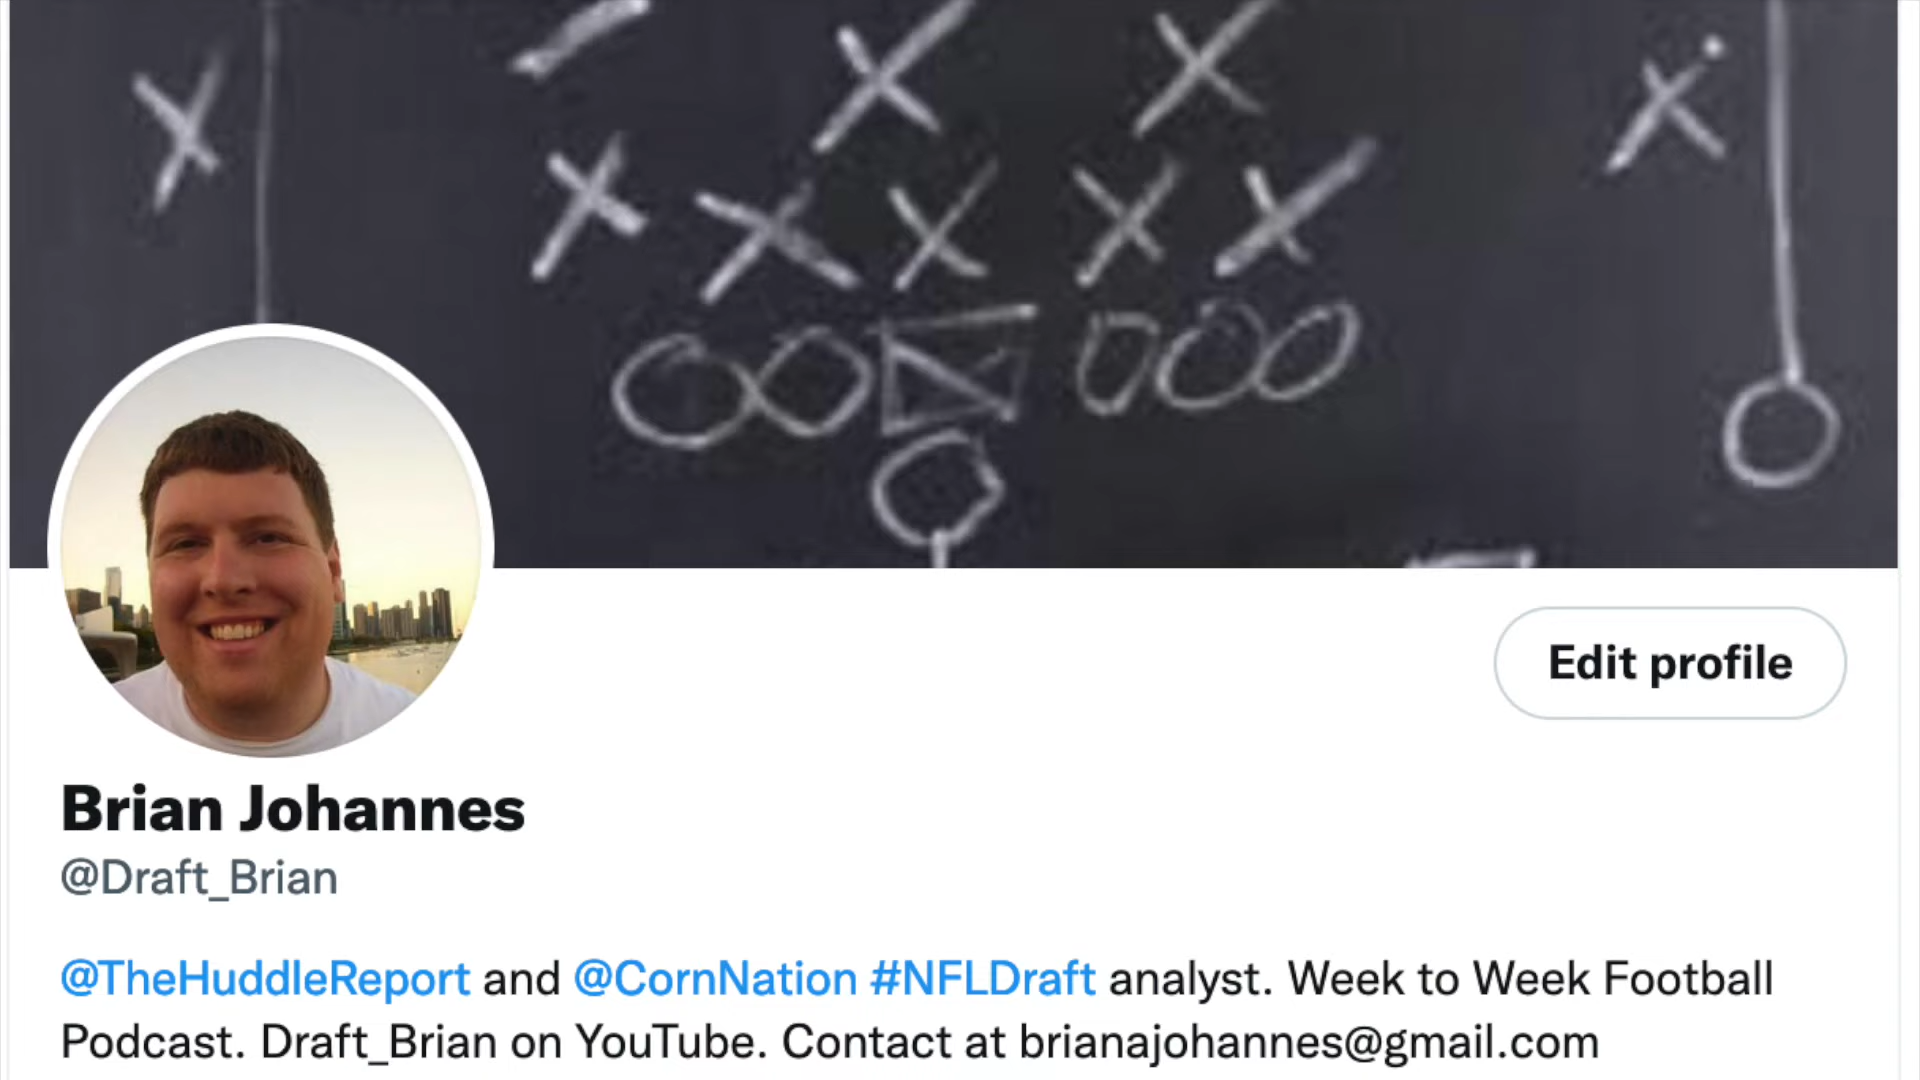 Edit profile
Brian Johannes
@Draft_Brian
@TheHuddleReport and @CornNation #NFLDraft analyst. Week to Week Football
Podcast. Draft_Brian on YouTube. Contact at brianajohannes@gmail.com